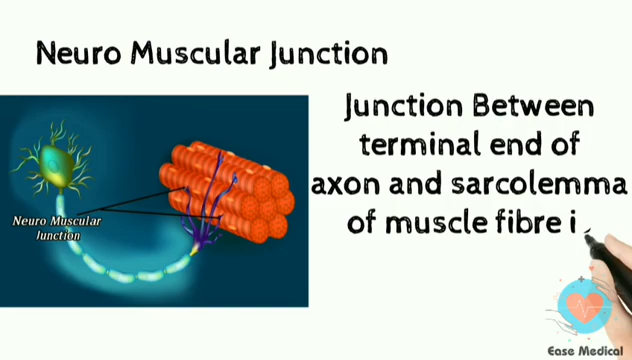 Neuro Muscular Junction
Junction Between
terminal end of
axon and sarcolemma
of muscle fibre i
Neuro Muscular
Junction
Ease Medical